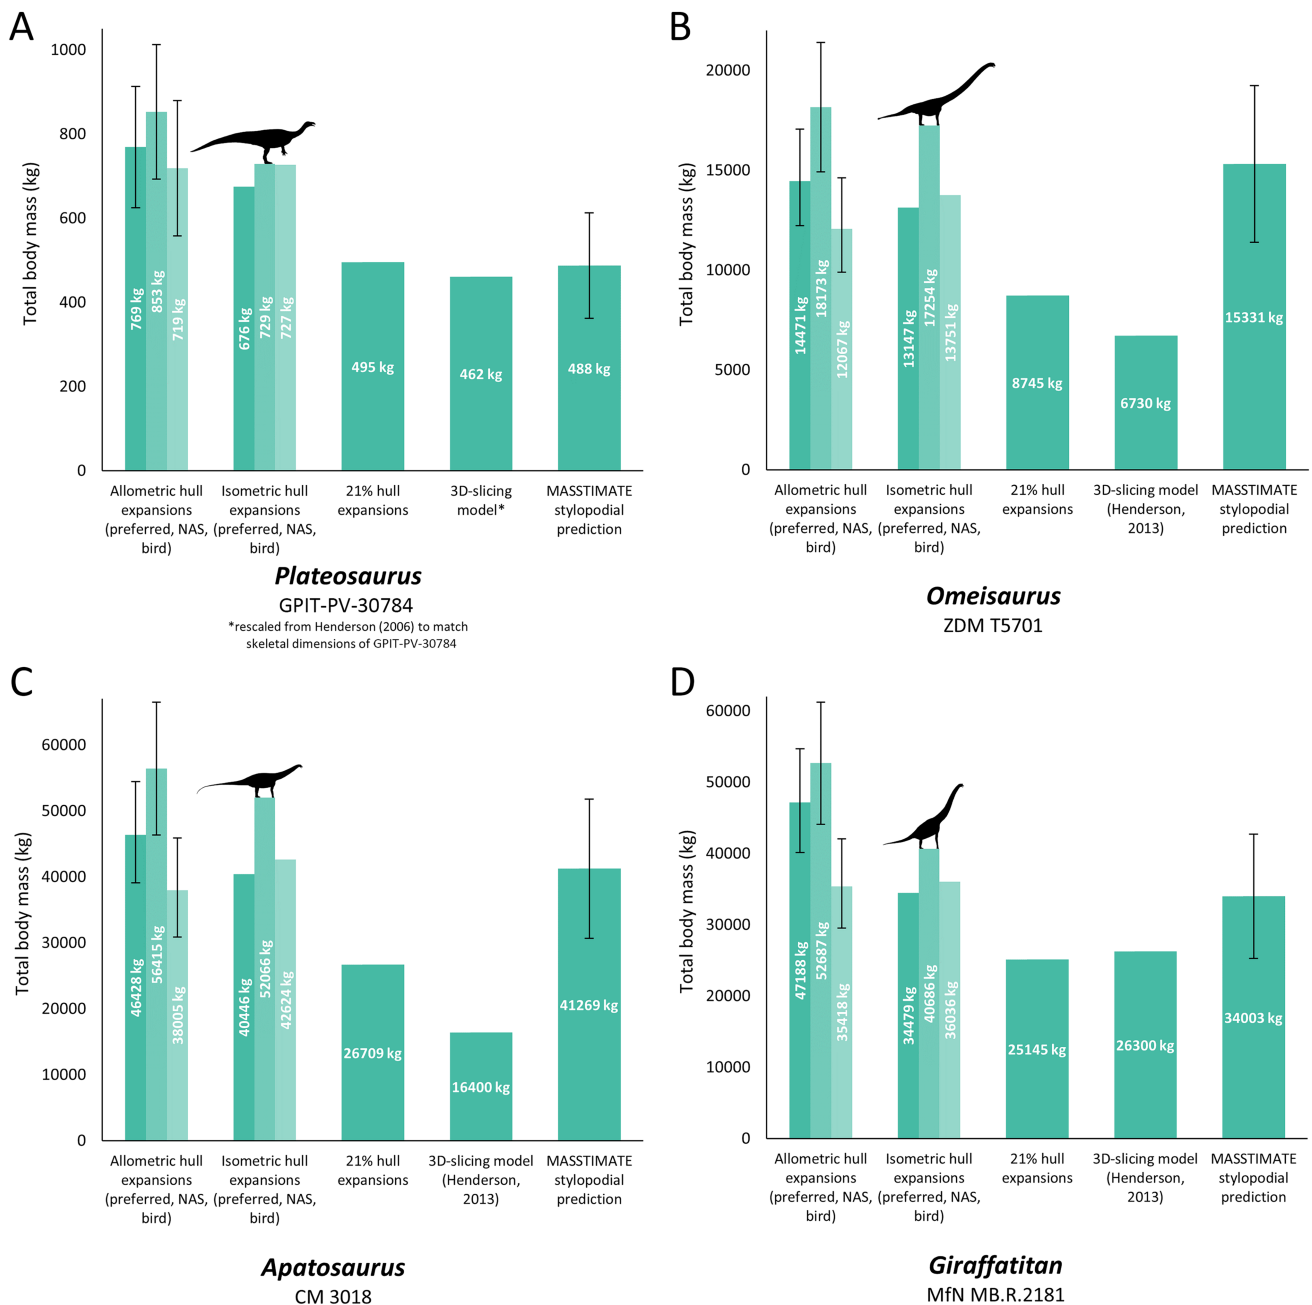 A
Total body mass (kg)
1000
800
600
400
200
0
769 kg
853 kg
719 kg
676 kg
729 kg
727 kg
495 kg
462 kg
488 kg
Allometric hull
expansions
(preferred, NAS,
bird)
Isometric hull
expansions
(preferred, NAS,
bird)
21% hull
expansions
3D-slicing
model*
MASSTIMATE
stylopodial
prediction
Plateosaurus
GPIT-PV-30784
*rescaled from Henderson (2006) to match
skeletal dimensions of GPIT-PV-30784
B
Total body mass (kg)
20000
15000
10000
5000
0
14471 kg
18173 kg
12067 kg
13147 kg
17254 kg
13751 kg
8745 kg
6730 kg
15331 kg
Allometric hull
expansions
(preferred, NAS,
bird)
Isometric hull
expansions
(preferred, NAS,
bird)
21% hull
expansions
3D-slicing model
(Henderson,
2013)
MASSTIMATE
stylopodial
prediction
Omeisaurus
ZDM T5701
C
Total body mass (kg)
60000
50000
40000
30000
20000
10000
0
46428 kg
56415 kg
38005 kg
40446 kg
52066 kg
42624 kg
26709 kg
16400 kg
41269 kg
Allometric hull
expansions
(preferred, NAS,
bird)
Isometric hull
expansions
(preferred, NAS,
bird)
21% hull
expansions
3D-slicing model
(Henderson,
2013)
MASSTIMATE
stylopodial
prediction
Apatosaurus
CM 3018
D
Total body mass (kg)
60000
50000
40000
30000
20000
10000
0
47188 kg
52687 kg
35418 kg
34479 kg
40686 kg
36036 kg
25145 kg
26300 kg
34003 kg
Allometric hull
expansions
(preferred, NAS,
bird)
Isometric hull
expansions
(preferred, NAS,
bird)
21% hull
expansions
3D-slicing model
(Henderson,
2013)
MASSTIMATE
stylopodial
prediction
Giraffatitan
MfN MB.R.2181